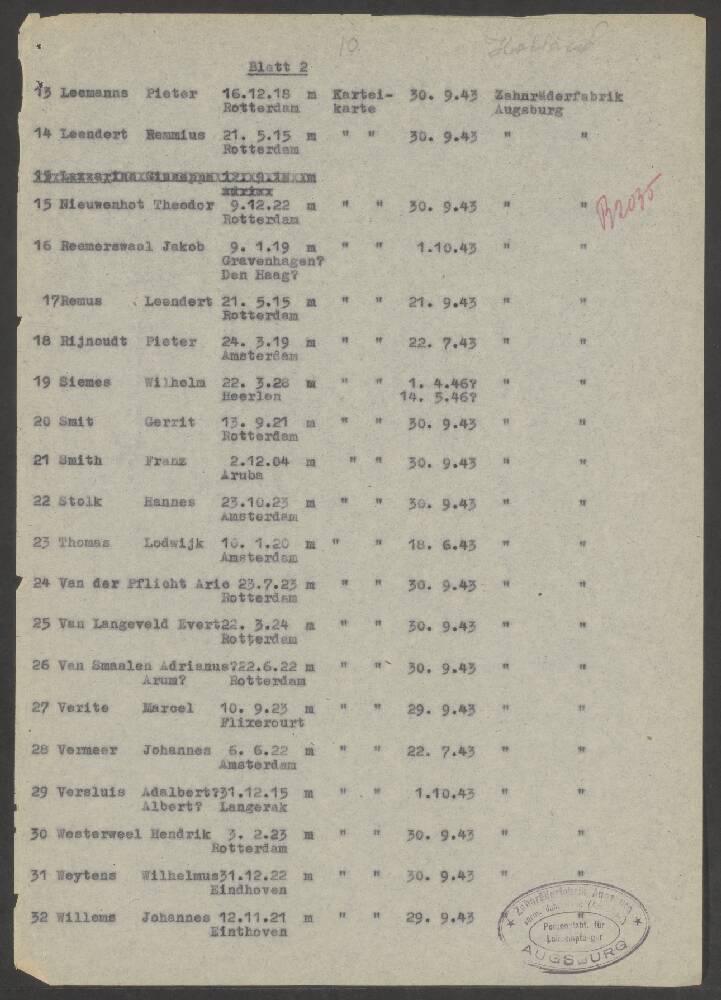 10.
Holland
Blatt 2
13 Leemanns Pieter 16.12.18 m Kartei- 30. 9.43 Zahnräderfabrik
Rotterdam karte Augsburg
14 Leendert Remmius 21. 5.15 m " " 30. 9.43 " "
Rotterdam
15 Nieuwenhot Theodor 9.12.22 m " " 30. 9.43 " "
B2035
Rotterdam
16 Reemerswaal Jakob 9. 1.19 m " " 1.10.43 " "
Gravenhagen?
Den Haag?
17Remus Leendert 21. 5.15 m " " 21. 9.43 " "
Rotterdam
18 Rijnoudt Pieter 24. 3.19 m " " 22. 7.43 " "
Amsterdam
19 Siemes Wilhelm 22. 3.28 m " " 1. 4.46? " "
Heerlen 14. 5.46?
20 Smit Gerrit 13. 9.21 m " " 30. 9.43 " "
Rotterdam
21 Smith Franz 2.12.04 m " " 30. 9.43 " "
Aruba
22 Stolk Hannes 23.10.23 m " " 30. 9.43 " "
Amsterdam
23 Thomas Lodwijk 16. 1.20 m " " 18. 6.43 " "
Amsterdam
24 Van der Pflicht Arie 23.7.23 m " " 30. 9.43 " "
Rotterdam
25 Van Langeveld Evert22. 3.24 m " " 30. 9.43 " "
Rotterdam
26 Van Smaalen Adrianus?22.6.22 m " " 30. 9.43 " "
Arum? Rotterdam
27 Verite Marcel 10. 9.23 m " " 29. 9.43 " "
Flixerourt
28 Vermeer Johannes 6. 6.22 m " " 22. 7.43 " "
Amsterdam
29 Versluis Adalbert?31.12.15 m " " 1.10.43 " "
Albert? Langerak
30 Westerweel Hendrik 3. 2.23 m " " 30. 9.43 " "
Rotterdam
31 Weytens Wilhelmus31.12.22 m " " 30. 9.43 " "
Eindhoven
32 Willems Johannes 12.11.21 m " " 29. 9.43 " "
Einthoven
Zahnräderfabrik Augsburg
für
AUGSBURG